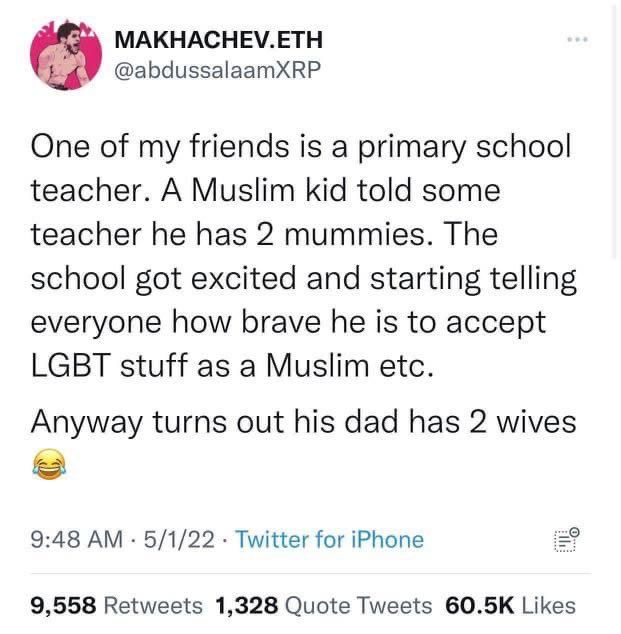 MAKHACHEV.ETH
@abdussalaamXRP
One of my friends is a primary school
teacher. A Muslim kid told some
teacher he has 2 mummies. The
school got excited and starting telling
everyone how brave he is to accept
LGBT stuff as a Muslim etc.
Anyway turns out his dad has 2 wives
😂
9:48 AM · 5/1/22 · Twitter for iPhone
9,558 Retweets 1,328 Quote Tweets 60.5K Likes